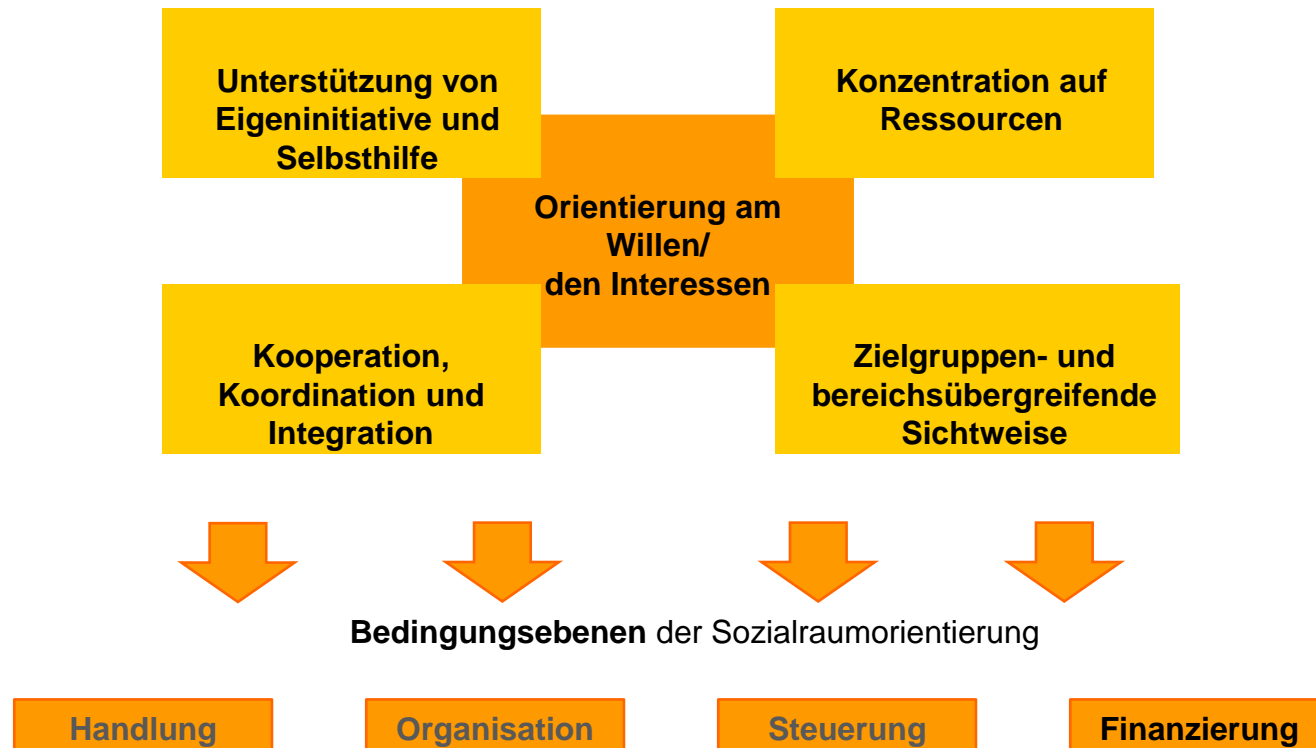 Unterstützung von
Eigeninitiative und
Selbsthilfe
Konzentration auf
Ressourcen
Orientierung am
Willen/
den Interessen
Kooperation,
Koordination und
Integration
Zielgruppen- und
bereichsübergreifende
Sichtweise
Bedingungsebenen der Sozialraumorientierung
Handlung
Organisation
Steuerung
Finanzierung